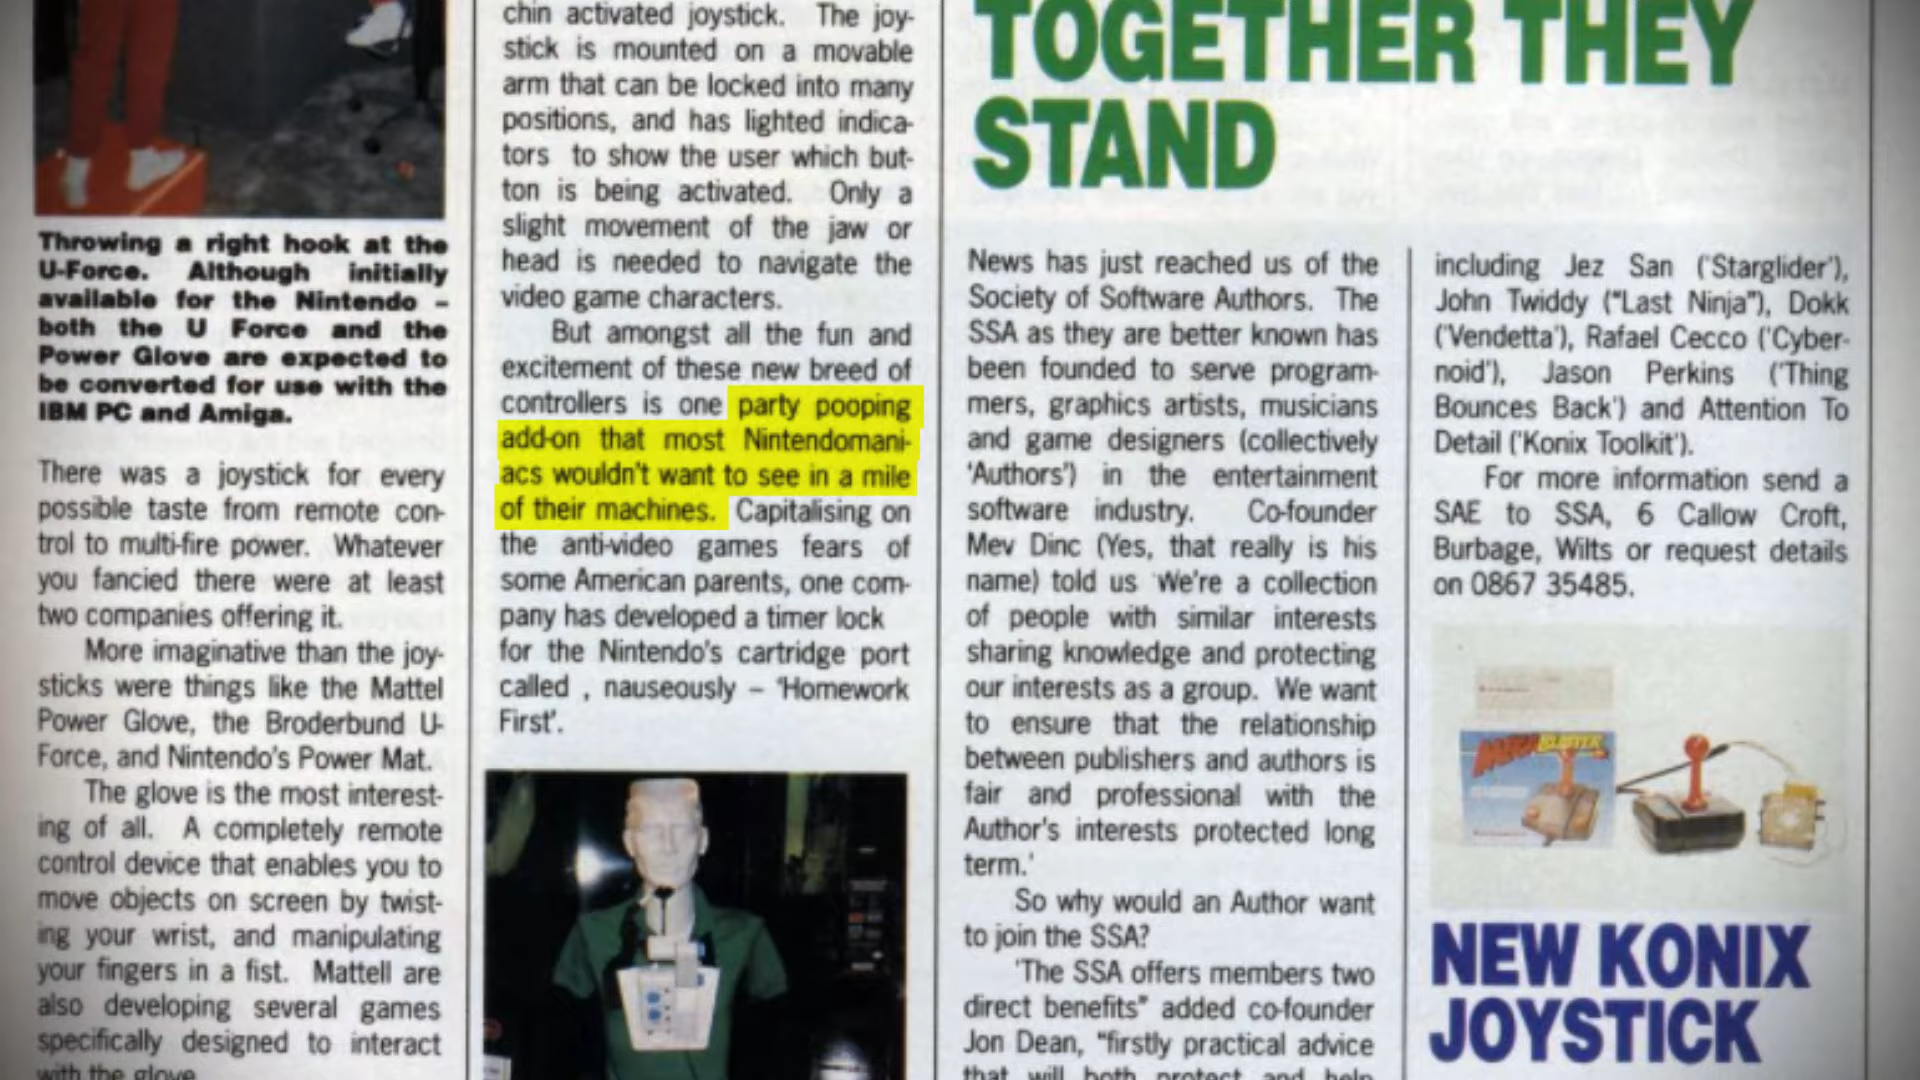 Throwing a right hook at the
U-Force. Although initially
available for the Nintendo –
both the U Force and the
Power Glove are expected to
be converted for use with the
IBM PC and Amiga.
There was a joystick for every
possible taste from remote con-
trol to multi-fire power. Whatever
you fancied there were at least
two companies offering it.
More imaginative than the joy-
sticks were things like the Mattel
Power Glove, the Broderbund U-
Force, and Nintendo's Power Mat.
The glove is the most interest-
ing of all. A completely remote
control device that enables you to
move objects on screen by twist-
ing your wrist, and manipulating
your fingers in a fist. Mattell are
also developing several games
specifically designed to interact
with the glove
chin activated joystick. The joy-
stick is mounted on a movable
arm that can be locked into many
positions, and has lighted indica-
tors to show the user which but-
ton is being activated. Only a
slight movement of the jaw or
head is needed to navigate the
video game characters.
But amongst all the fun and
excitement of these new breed of
controllers is one party pooping
add-on that most Nintendomani-
acs wouldn't want to see in a mile
of their machines. Capitalising on
the anti-video games fears of
some American parents, one com-
pany has developed a timer lock
for the Nintendo's cartridge port
called , nauseously – 'Homework
First'.
TOGETHER THEY
STAND
News has just reached us of the
Society of Software Authors. The
SSA as they are better known has
been founded to serve program-
mers, graphics artists, musicians
and game designers (collectively
'Authors') in the entertainment
software industry. Co-founder
Mev Dinc (Yes, that really is his
name) told us 'We're a collection
of people with similar interests
sharing knowledge and protecting
our interests as a group. We want
to ensure that the relationship
between publishers and authors is
fair and professional with the
Author's interests protected long
term.'
So why would an Author want
to join the SSA?
'The SSA offers members two
direct benefits" added co-founder
Jon Dean, "firstly practical advice
that will both protect and help
including Jez San ('Starglider'),
John Twiddy ("Last Ninja"), Dokk
('Vendetta'), Rafael Cecco ('Cyber-
noid'), Jason Perkins ('Thing
Bounces Back') and Attention To
Detail ('Konix Toolkit').
For more information send a
SAE to SSA, 6 Callow Croft,
Burbage, Wilts or request details
on 0867 35485.
BLASTER
NEW KONIX
JOYSTICK